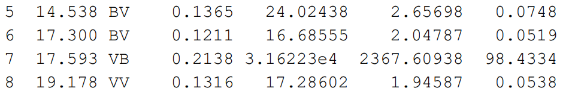 5 14.538 BV 0.1365 24.02438 2.65698 0.0748
6 17.300 BV 0.1211 16.68555 2.04787 0.0519
7 17.593 VB 0.2138 3.16223e4 2367.60938 98.4334
8 19.178 VV 0.1316 17.28602 1.94587 0.0538